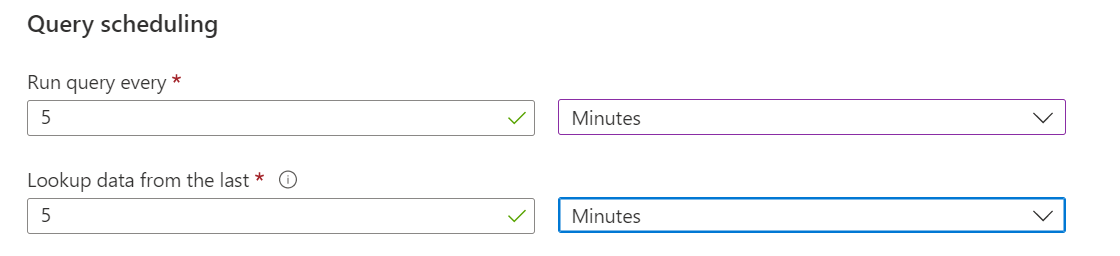 Query scheduling
Run query every *
5 Minutes
Lookup data from the last *
5 Minutes